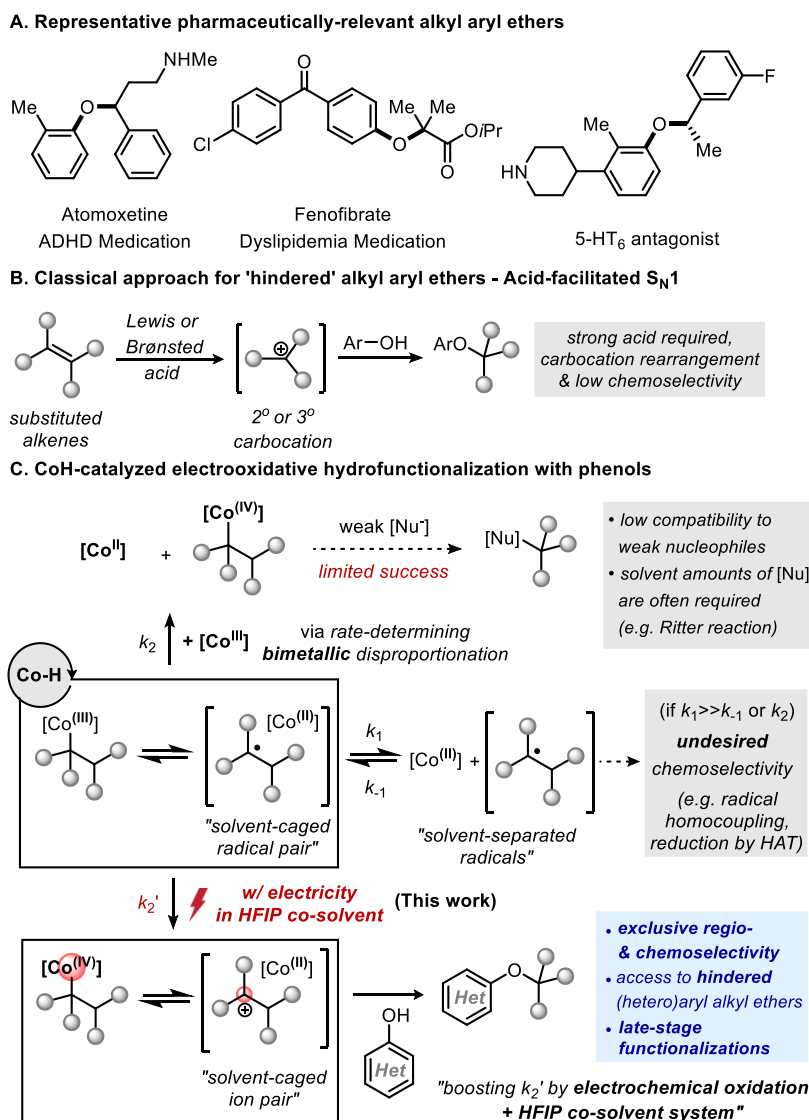 A. Representative pharmaceutically-relevant alkyl aryl ethers
NHMe
Me
O
O
Cl
O
Me
Me
OiPr
O
F
O
Me
Me
HN
Atomoxetine
ADHD Medication
Fenofibrate
Dyslipidemia Medication
5-HT6 antagonist
B. Classical approach for 'hindered' alkyl aryl ethers - Acid-facilitated SN1
Lewis or
Brønsted
acid
substituted
alkenes
⊕
2o or 3o
carbocation
Ar—OH
ArO
strong acid required,
carbocation rearrangement
& low chemoselectivity
C. CoH-catalyzed electrooxidative hydrofunctionalization with phenols
[CoII]
+
[Co(IV)]
weak [Nu-]
limited success
[Nu]
• low compatibility to
weak nucleophiles
• solvent amounts of [Nu]
are often required
(e.g. Ritter reaction)
k2
+ [CoIII]
via rate-determining
bimetallic disproportionation
Co-H
[Co(III)]
[Co(II)]
"solvent-caged
radical pair"
k1
k-1
[Co(II)] +
"solvent-separated
radicals"
(if k1>>k-1 or k2)
undesired
chemoselectivity
(e.g. radical
homocoupling,
reduction by HAT)
k2'
w/ electricity
in HFIP co-solvent
(This work)
[Co(IV)]
[Co(II)]
⊕
"solvent-caged
ion pair"
OH
Het
O
Het
• exclusive regio-
& chemoselectivity
• access to hindered
(hetero)aryl alkyl ethers
• late-stage
functionalizations
"boosting k2' by electrochemical oxidation
+ HFIP co-solvent system"